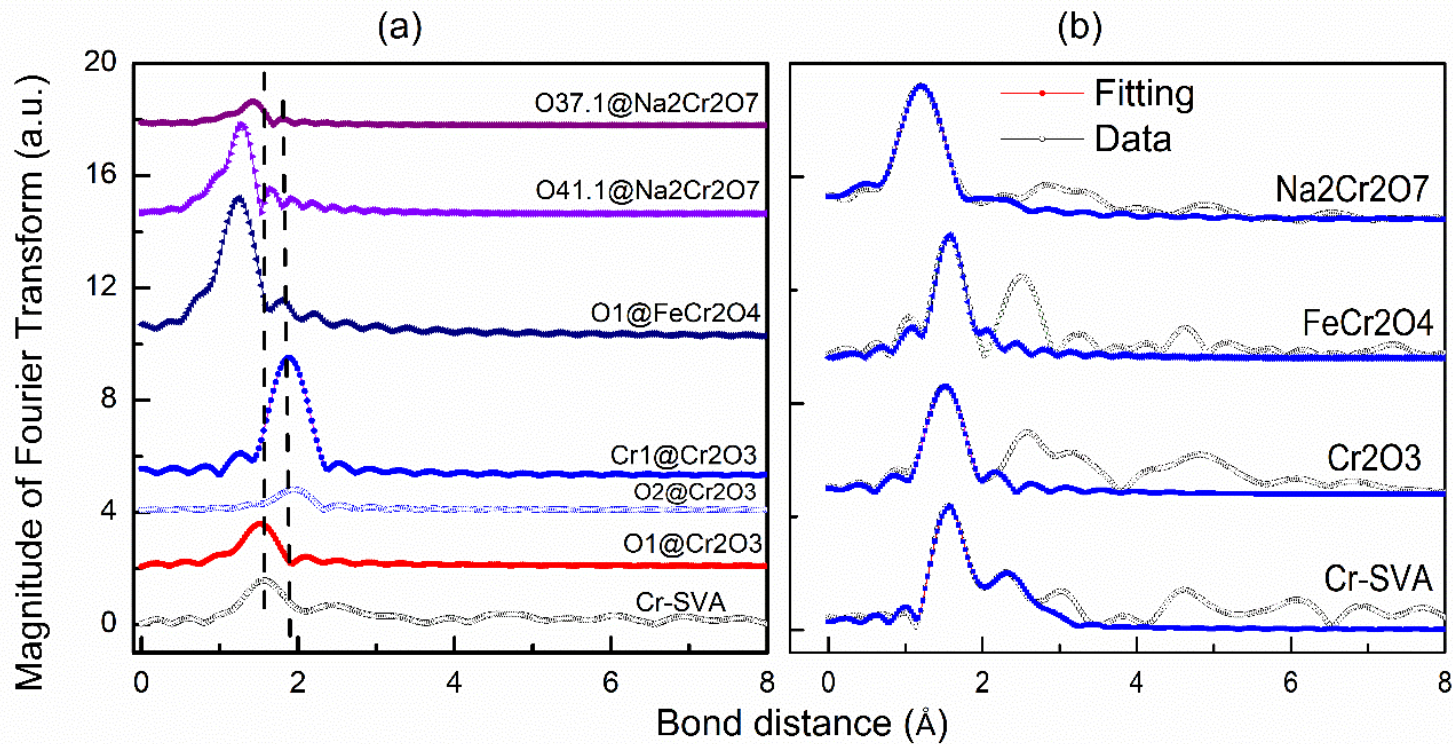 (a)
(b)
Magnitude of Fourier Transform (a.u.)
20
16
12
8
4
0
O37.1@Na2Cr2O7
O41.1@Na2Cr2O7
O1@FeCr2O4
Cr1@Cr2O3
O2@Cr2O3
O1@Cr2O3
Cr-SVA
0 2 4 6 8
Fitting
Data
Na2Cr2O7
FeCr2O4
Cr2O3
Cr-SVA
0 2 4 6 8
Bond distance (Å)